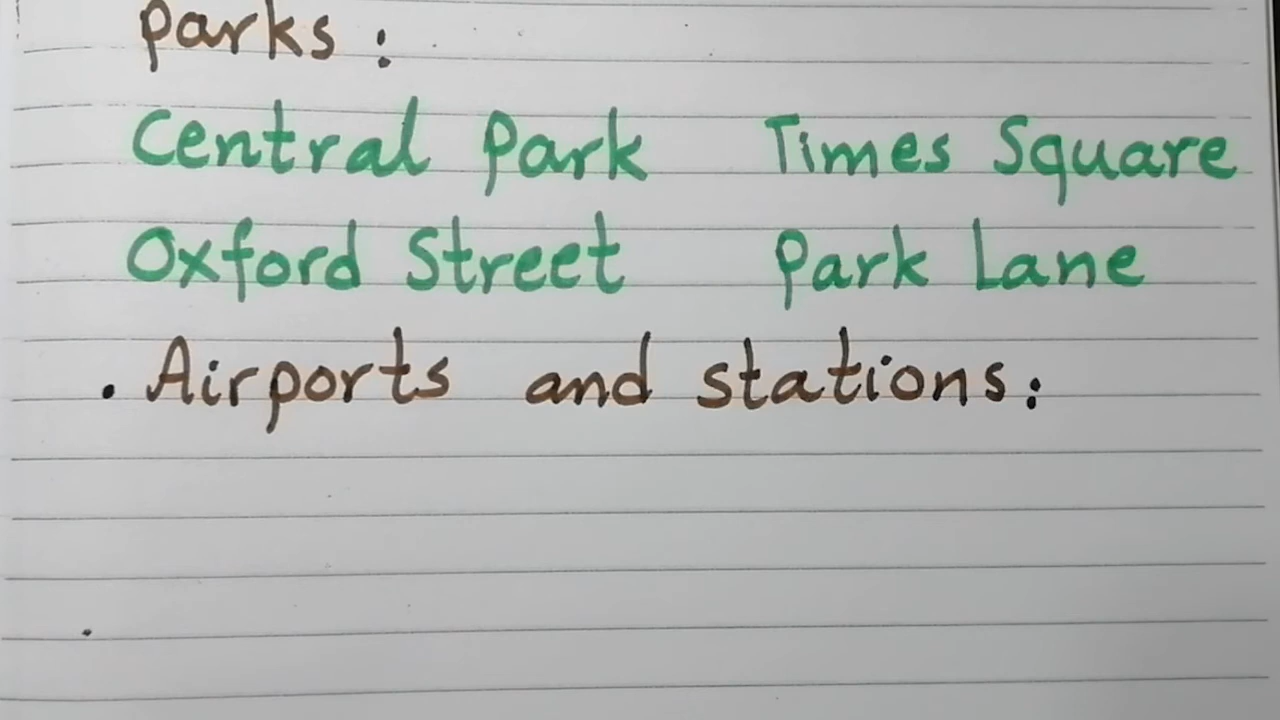 parks:
Central Park Times Square
Oxford Street Park Lane
. Airports and stations: